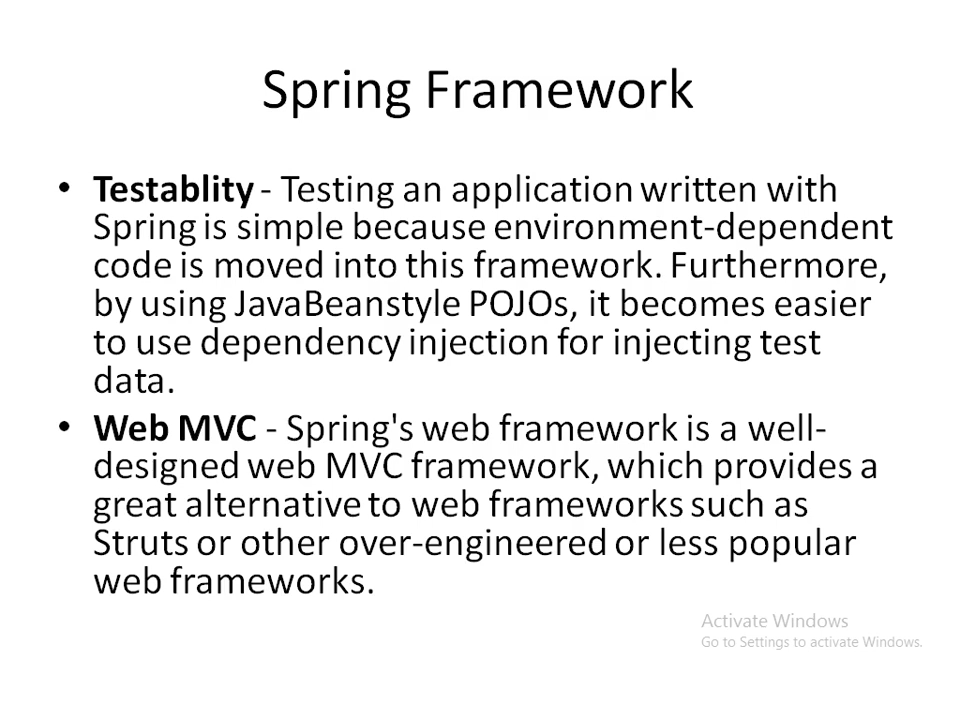 Spring Framework
• Testablity - Testing an application written with
Spring is simple because environment-dependent
code is moved into this framework. Furthermore,
by using JavaBeanstyle POJOs, it becomes easier
to use dependency injection for injecting test
data.
• Web MVC - Spring's web framework is a well-
designed web MVC framework, which provides a
great alternative to web frameworks such as
Struts or other over-engineered or less popular
web frameworks.
Activate Windows
Go to Settings to activate Windows.